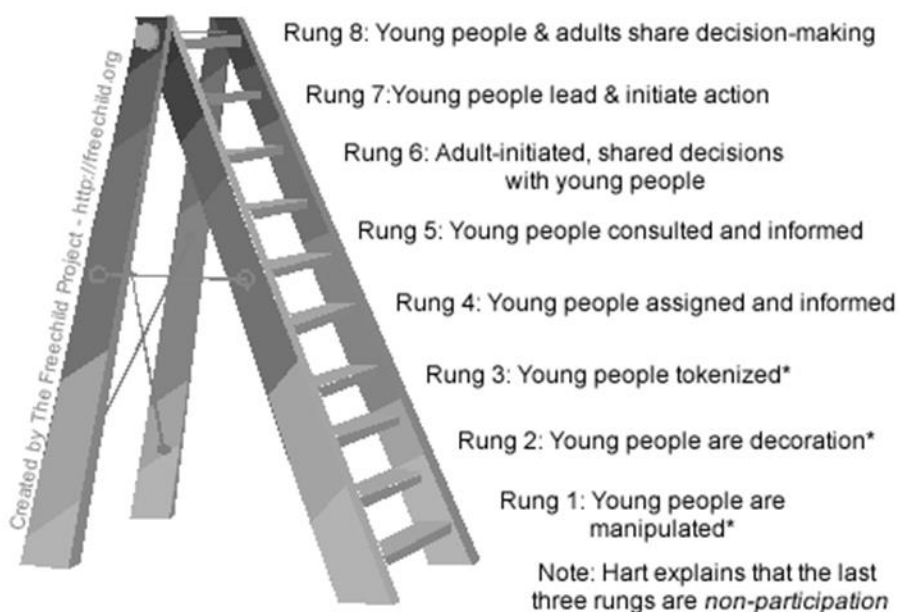 Rung 8: Young people & adults share decision-making
Rung 7:Young people lead & initiate action
Rung 6: Adult-initiated, shared decisions
with young people
Rung 5: Young people consulted and informed
Rung 4: Young people assigned and informed
Rung 3: Young people tokenized*
Rung 2: Young people are decoration*
Rung 1: Young people are
manipulated*
Note: Hart explains that the last
three rungs are non-participation
Created by The Freechild Project - http://freechild.org